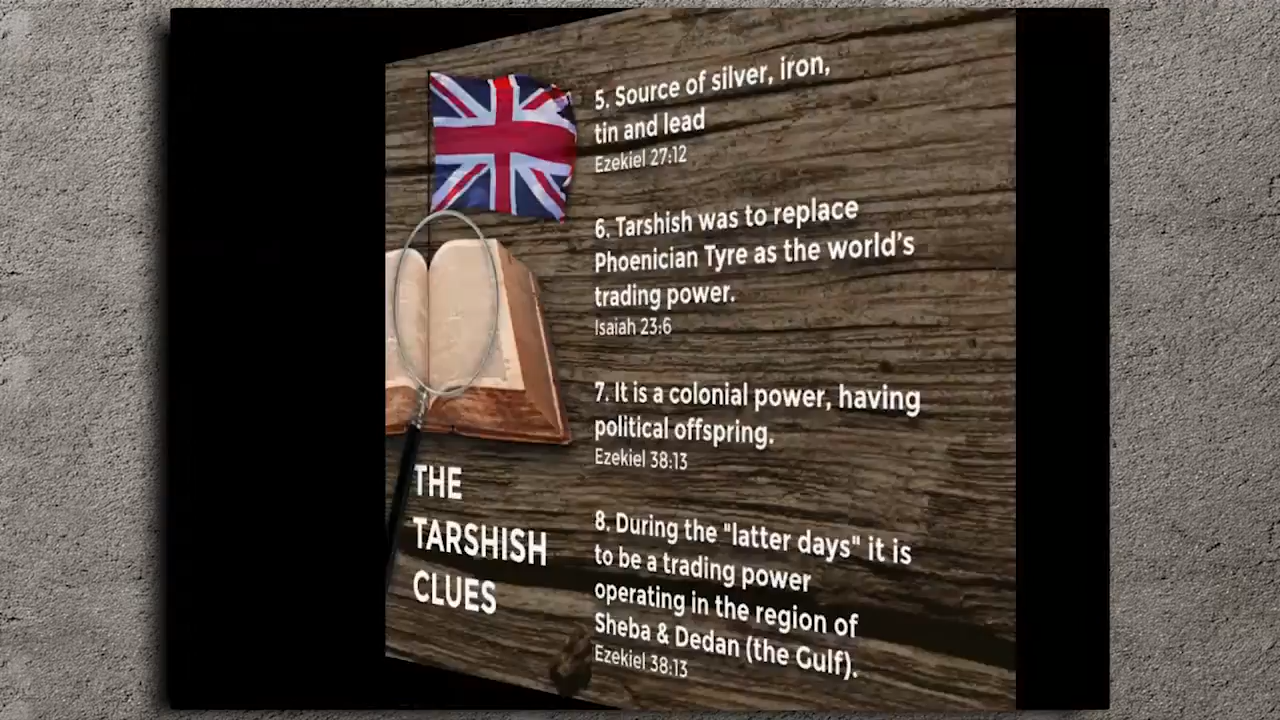 5. Source of silver, iron,
tin and lead
Ezekiel 27:12
6. Tarshish was to replace
Phoenician Tyre as the world's
trading power.
Isaiah 23:6
7. It is a colonial power, having
political offspring.
Ezekiel 38:13
8. During the "latter days" it is
to be a trading power
operating in the region of
Sheba & Dedan (the Gulf).
Ezekiel 38:13
THE
TARSHISH
CLUES